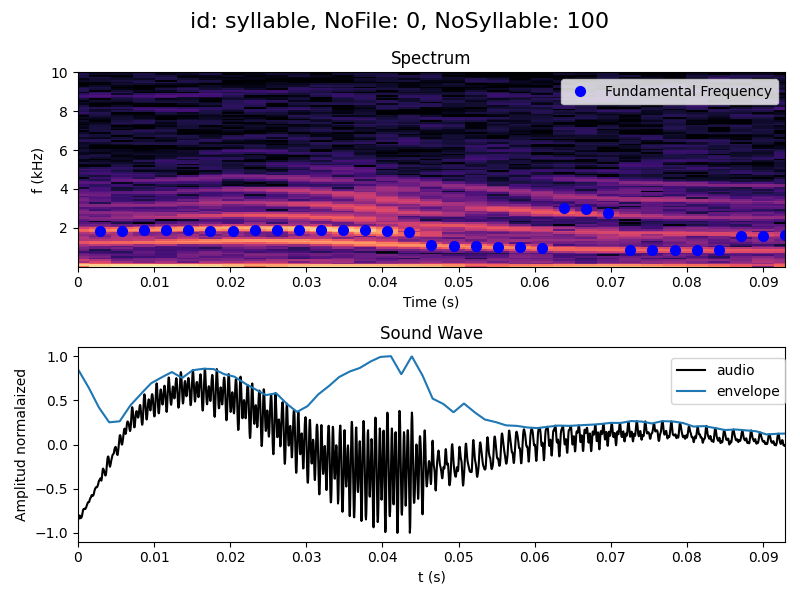 id: syllable, NoFile: 0, NoSyllable: 100
Spectrum
10
8
6
4
2
f (kHz)
Fundamental Frequency
0 0.01 0.02 0.03 0.04 0.05 0.06 0.07 0.08 0.09
Time (s)
Sound Wave
1.0
0.5
0.0
−0.5
−1.0
Amplitud normalaized
audio
envelope
0 0.01 0.02 0.03 0.04 0.05 0.06 0.07 0.08 0.09
t (s)